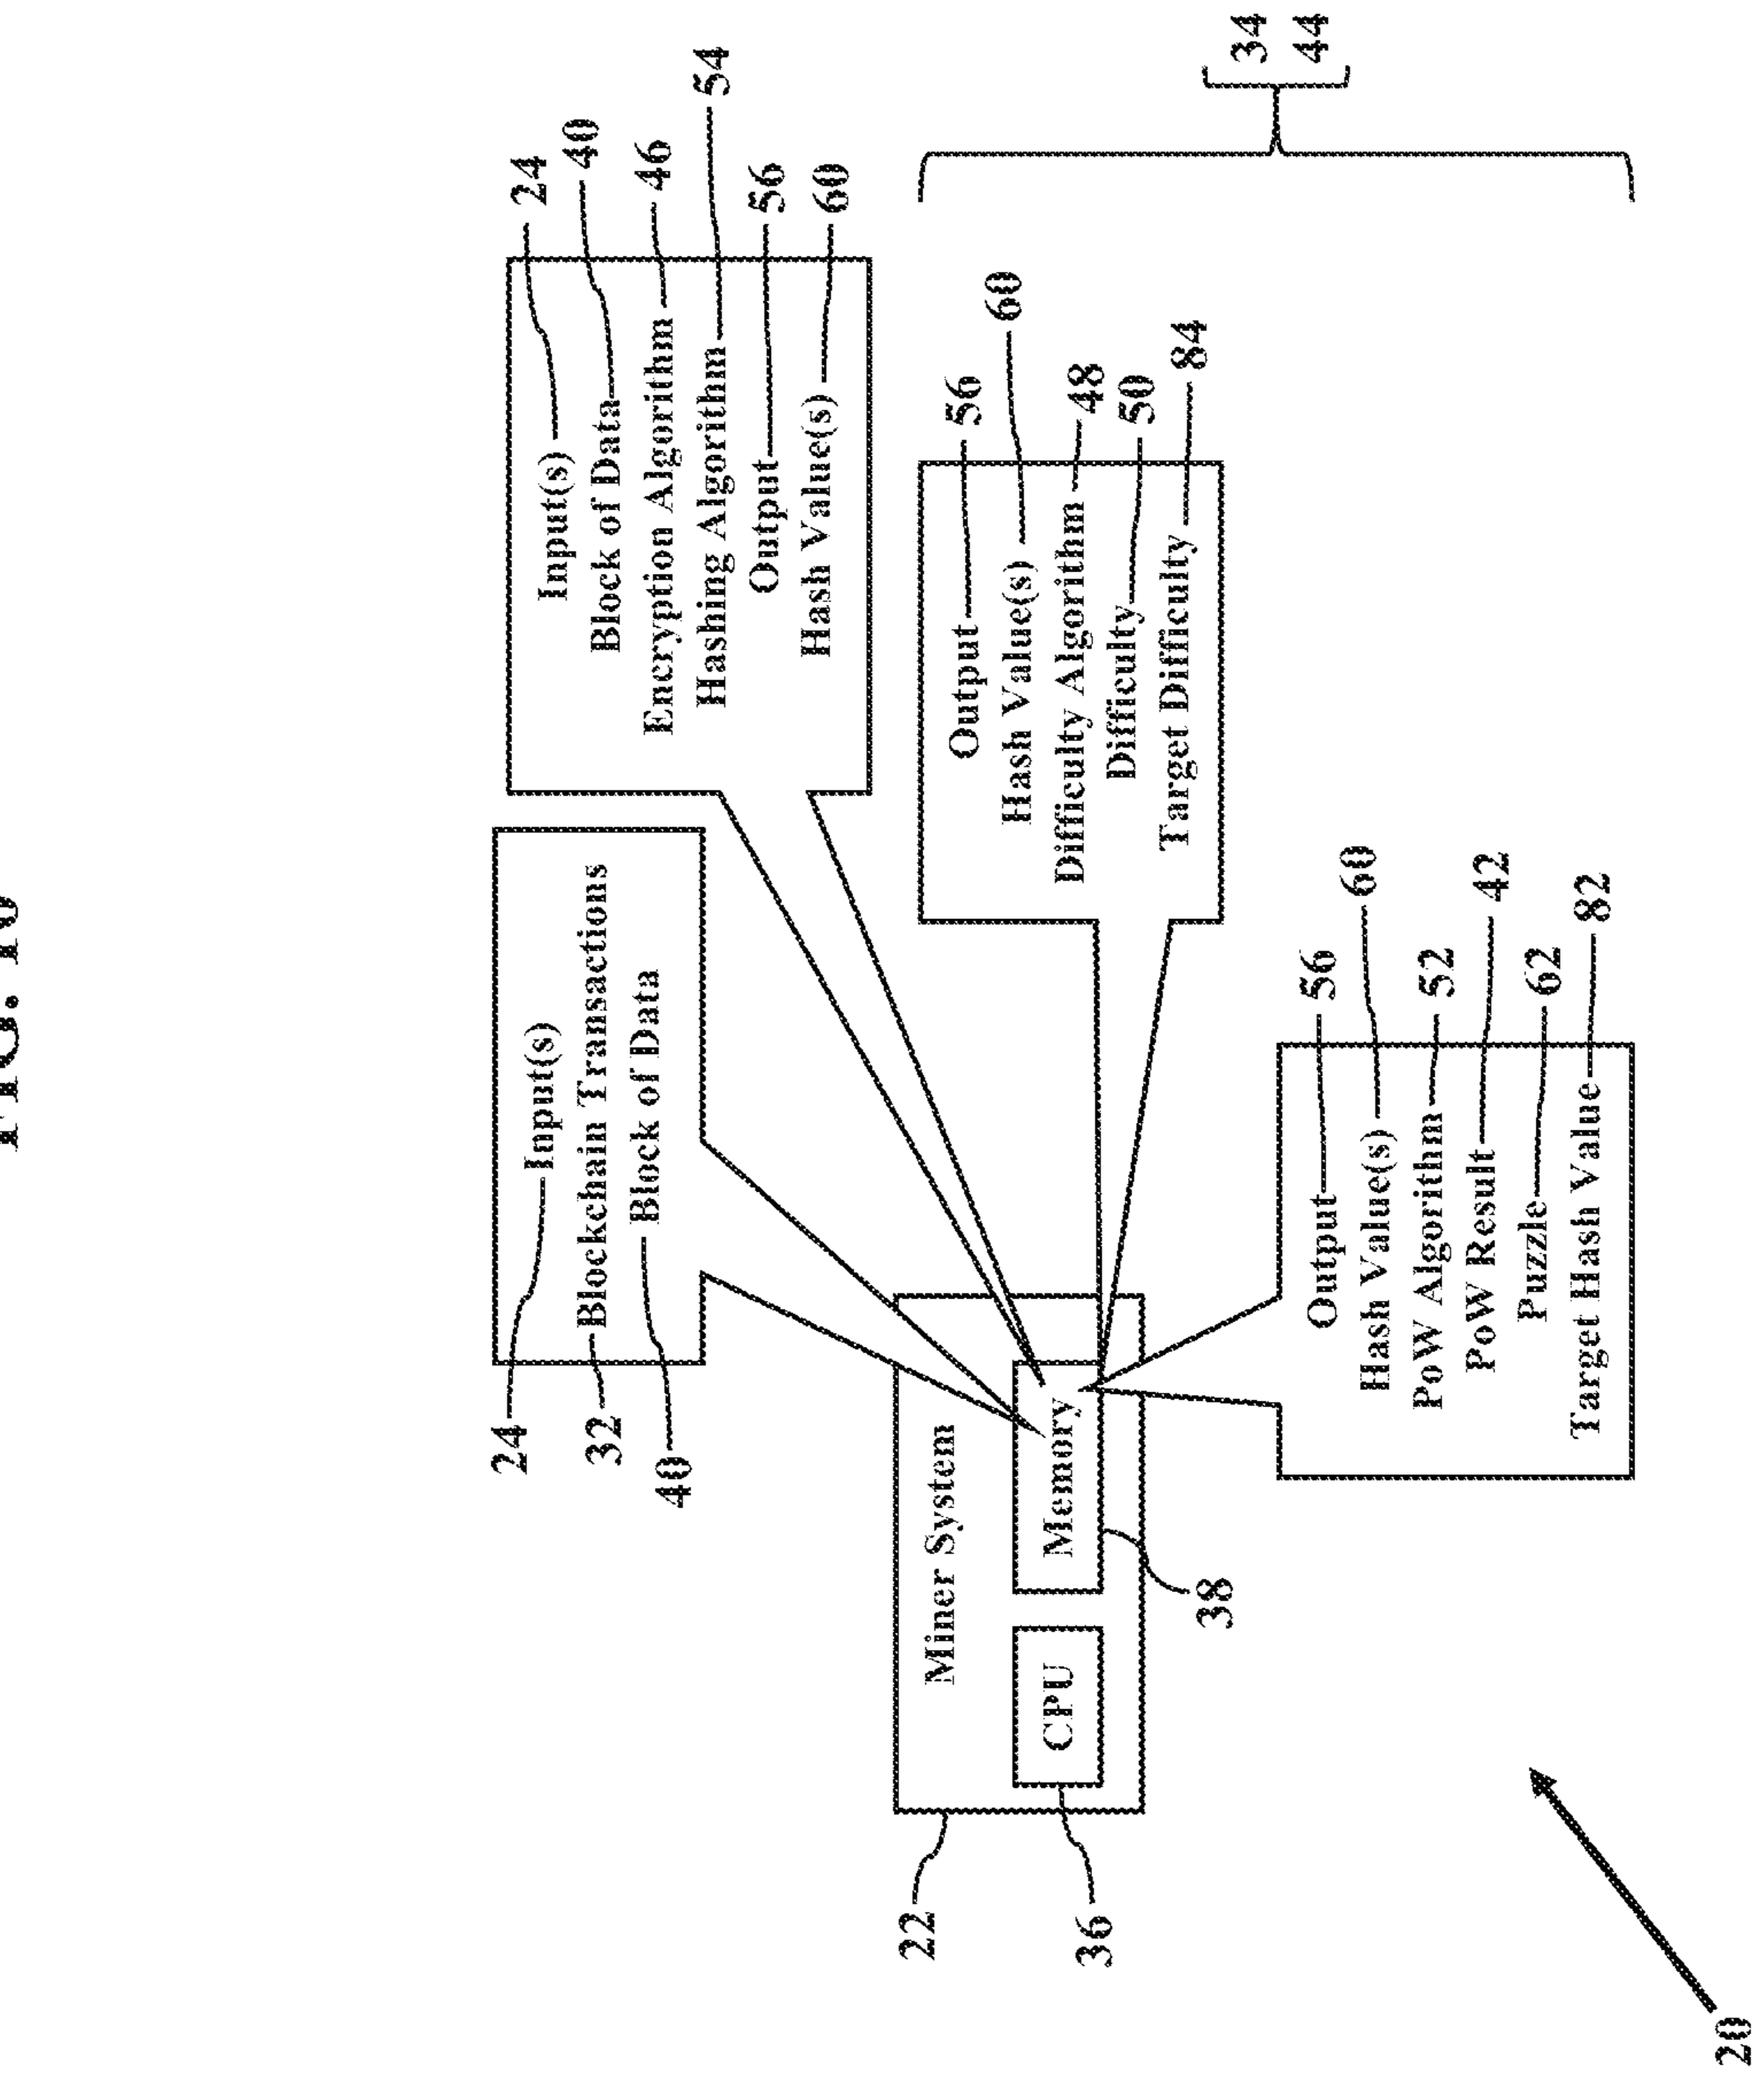 FIG.
24 Input(s)
32 Blockchain Transactions
40 Block of Data
Input(s) 24
Block of Data 40
Encryption Algorithm 46
Hashing Algorithm 54
Output 56
Hash Value(s) 60
22
Miner System
36
CPU
Memory
38
Output 56
Hash Value(s) 60
Difficulty Algorithm 48
Difficulty 50
Target Difficulty 84
34
44
Output 56
Hash Value(s) 60
PoW Algorithm 52
PoW Result 42
Puzzle 62
Target Hash Value 82
20